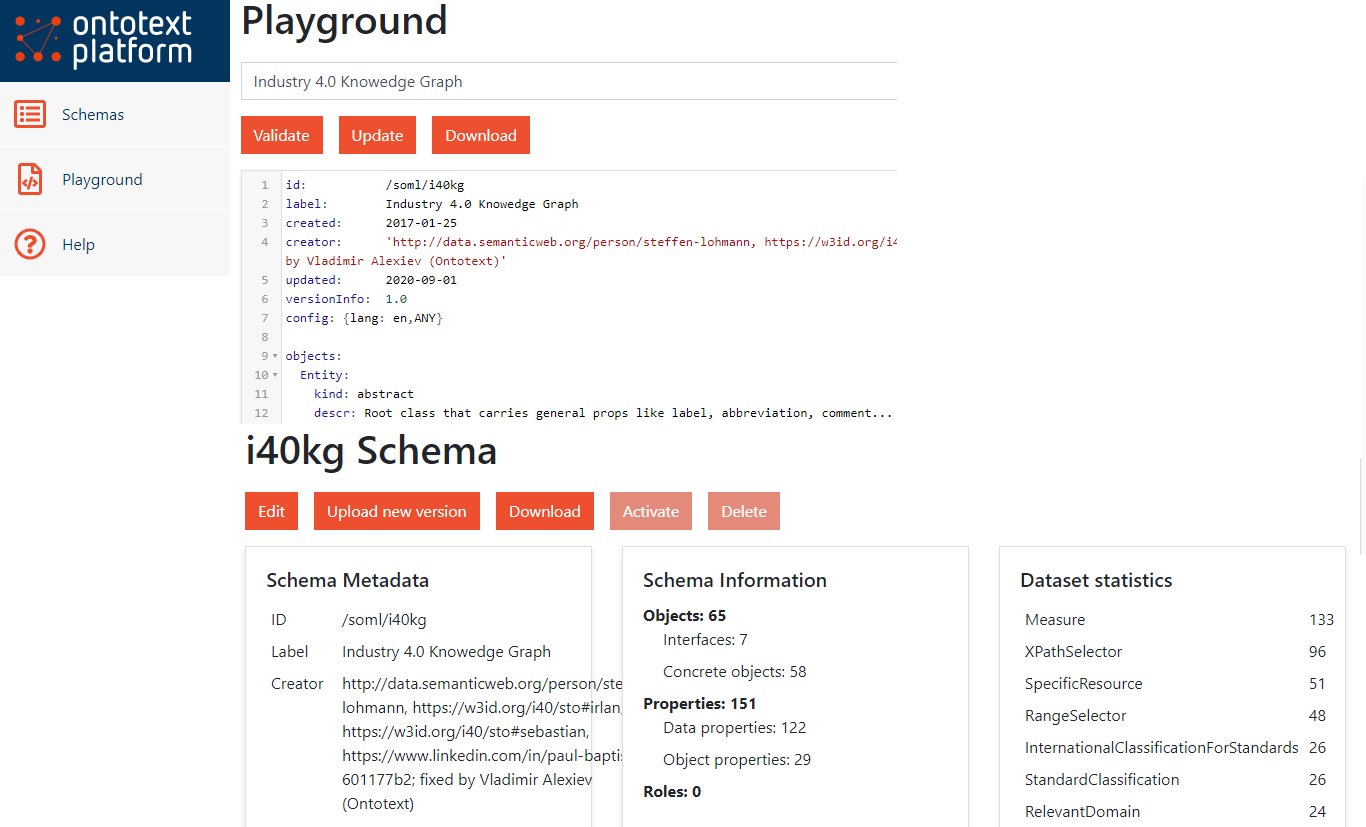 ontotext
platform
Schemas
Playground
Help
Playground
Industry 4.0 Knowedge Graph
Validate Update Download
1 id: /soml/i40kg
2 label: Industry 4.0 Knowedge Graph
3 created: 2017-01-25
4 creator: 'http://data.semanticweb.org/person/steffen-lohmann, https://w3id.org/i4
by Vladimir Alexiev (Ontotext)'
5 updated: 2020-09-01
6 versionInfo: 1.0
7 config: {lang: en,ANY}
8
9 objects:
10 Entity:
11 kind: abstract
12 descr: Root class that carries general props like label, abbreviation, comment...
i40kg Schema
Edit Upload new version Download Activate Delete
Schema Metadata
ID /soml/i40kg
Label Industry 4.0 Knowedge Graph
Creator http://data.semanticweb.org/person/ste
lohmann, https://w3id.org/i40/sto#irlan,
https://w3id.org/i40/sto#sebastian,
https://www.linkedin.com/in/paul-baptis
601177b2; fixed by Vladimir Alexiev
(Ontotext)
Schema Information
Objects: 65
Interfaces: 7
Concrete objects: 58
Properties: 151
Data properties: 122
Object properties: 29
Roles: 0
Dataset statistics
Measure 133
XPathSelector 96
SpecificResource 51
RangeSelector 48
InternationalClassificationForStandards 26
StandardClassification 26
RelevantDomain 24